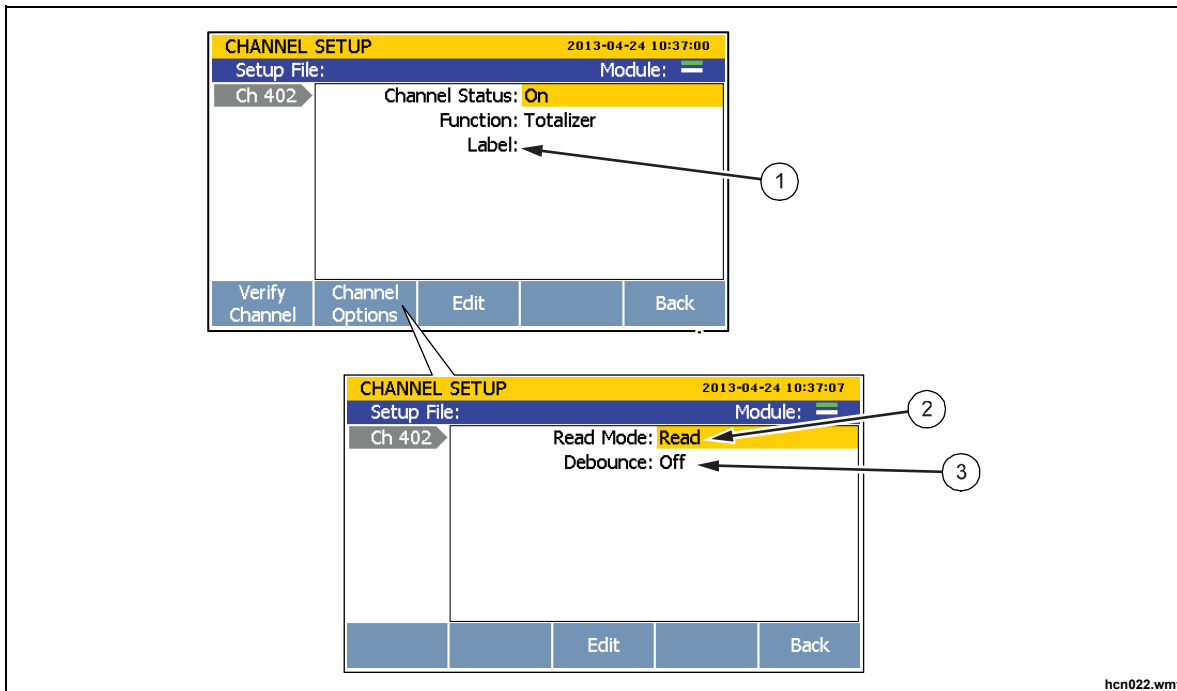 CHANNEL SETUP 2013-04-24 10:37:00
Setup File: Module:
Ch 402 Channel Status: On
Function: Totalizer
Label:
1
Verify Channel Channel Options Edit Back
CHANNEL SETUP 2013-04-24 10:37:07
Setup File: Module:
2
Ch 402 Read Mode: Read
Debounce: Off
3
Edit Back
hcn022.wmf